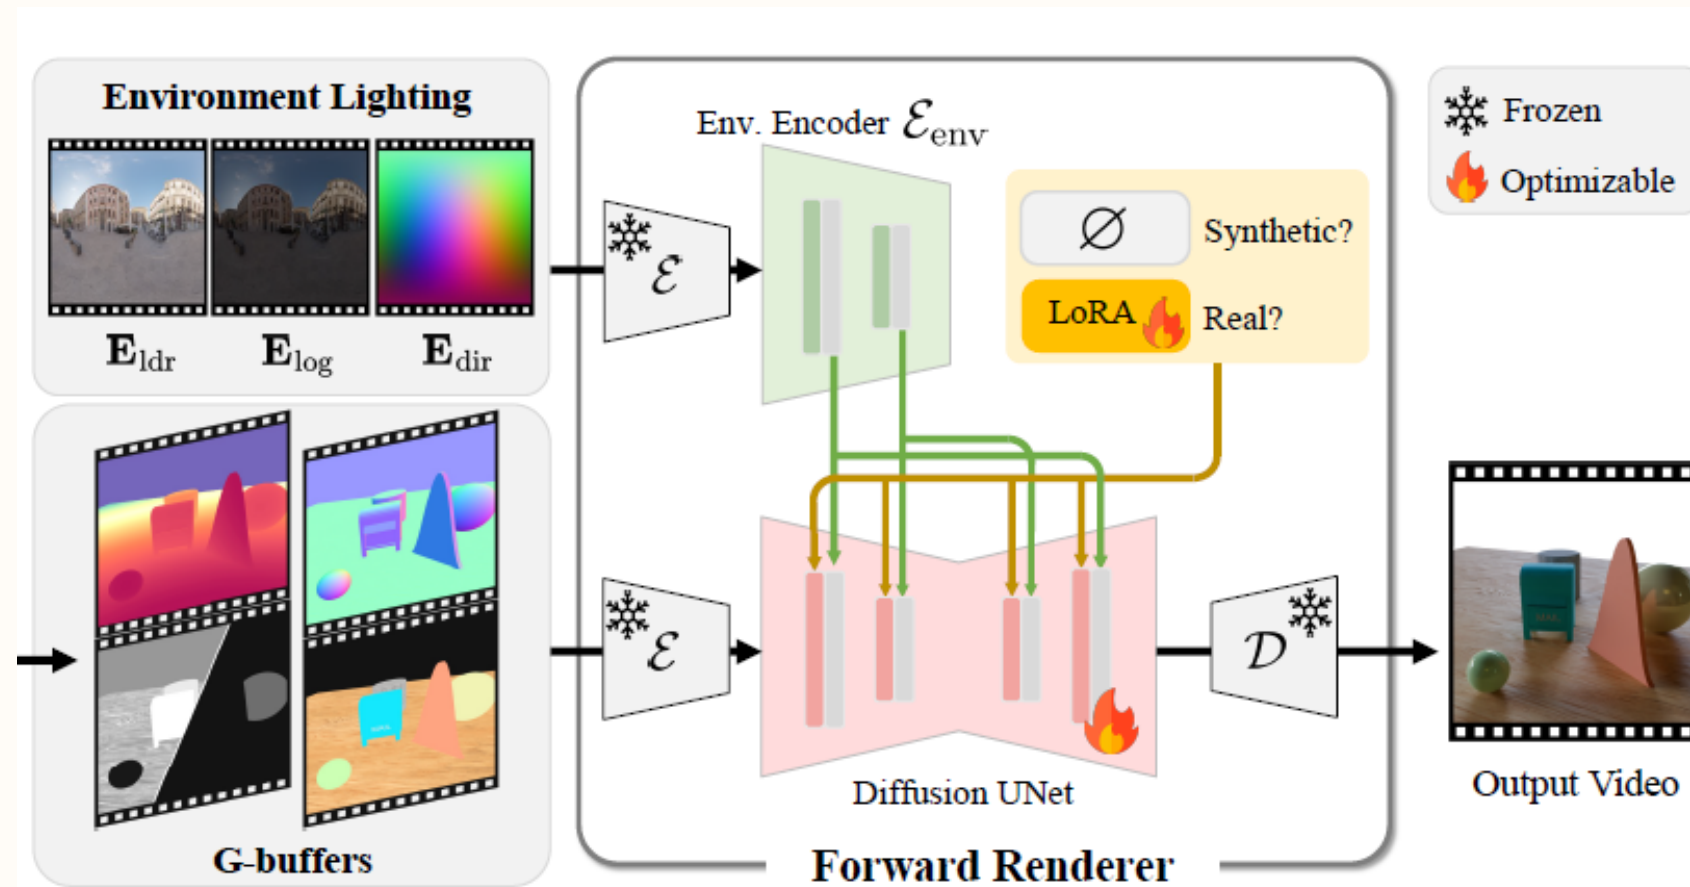 Environment Lighting
E_ldr
E_log
E_dir
G-buffers
Env. Encoder ℰ_env
ℰ
∅ Synthetic?
LoRA Real?
ℰ
Diffusion UNet
𝒟
Forward Renderer
Frozen
Optimizable
MAIL
Output Video